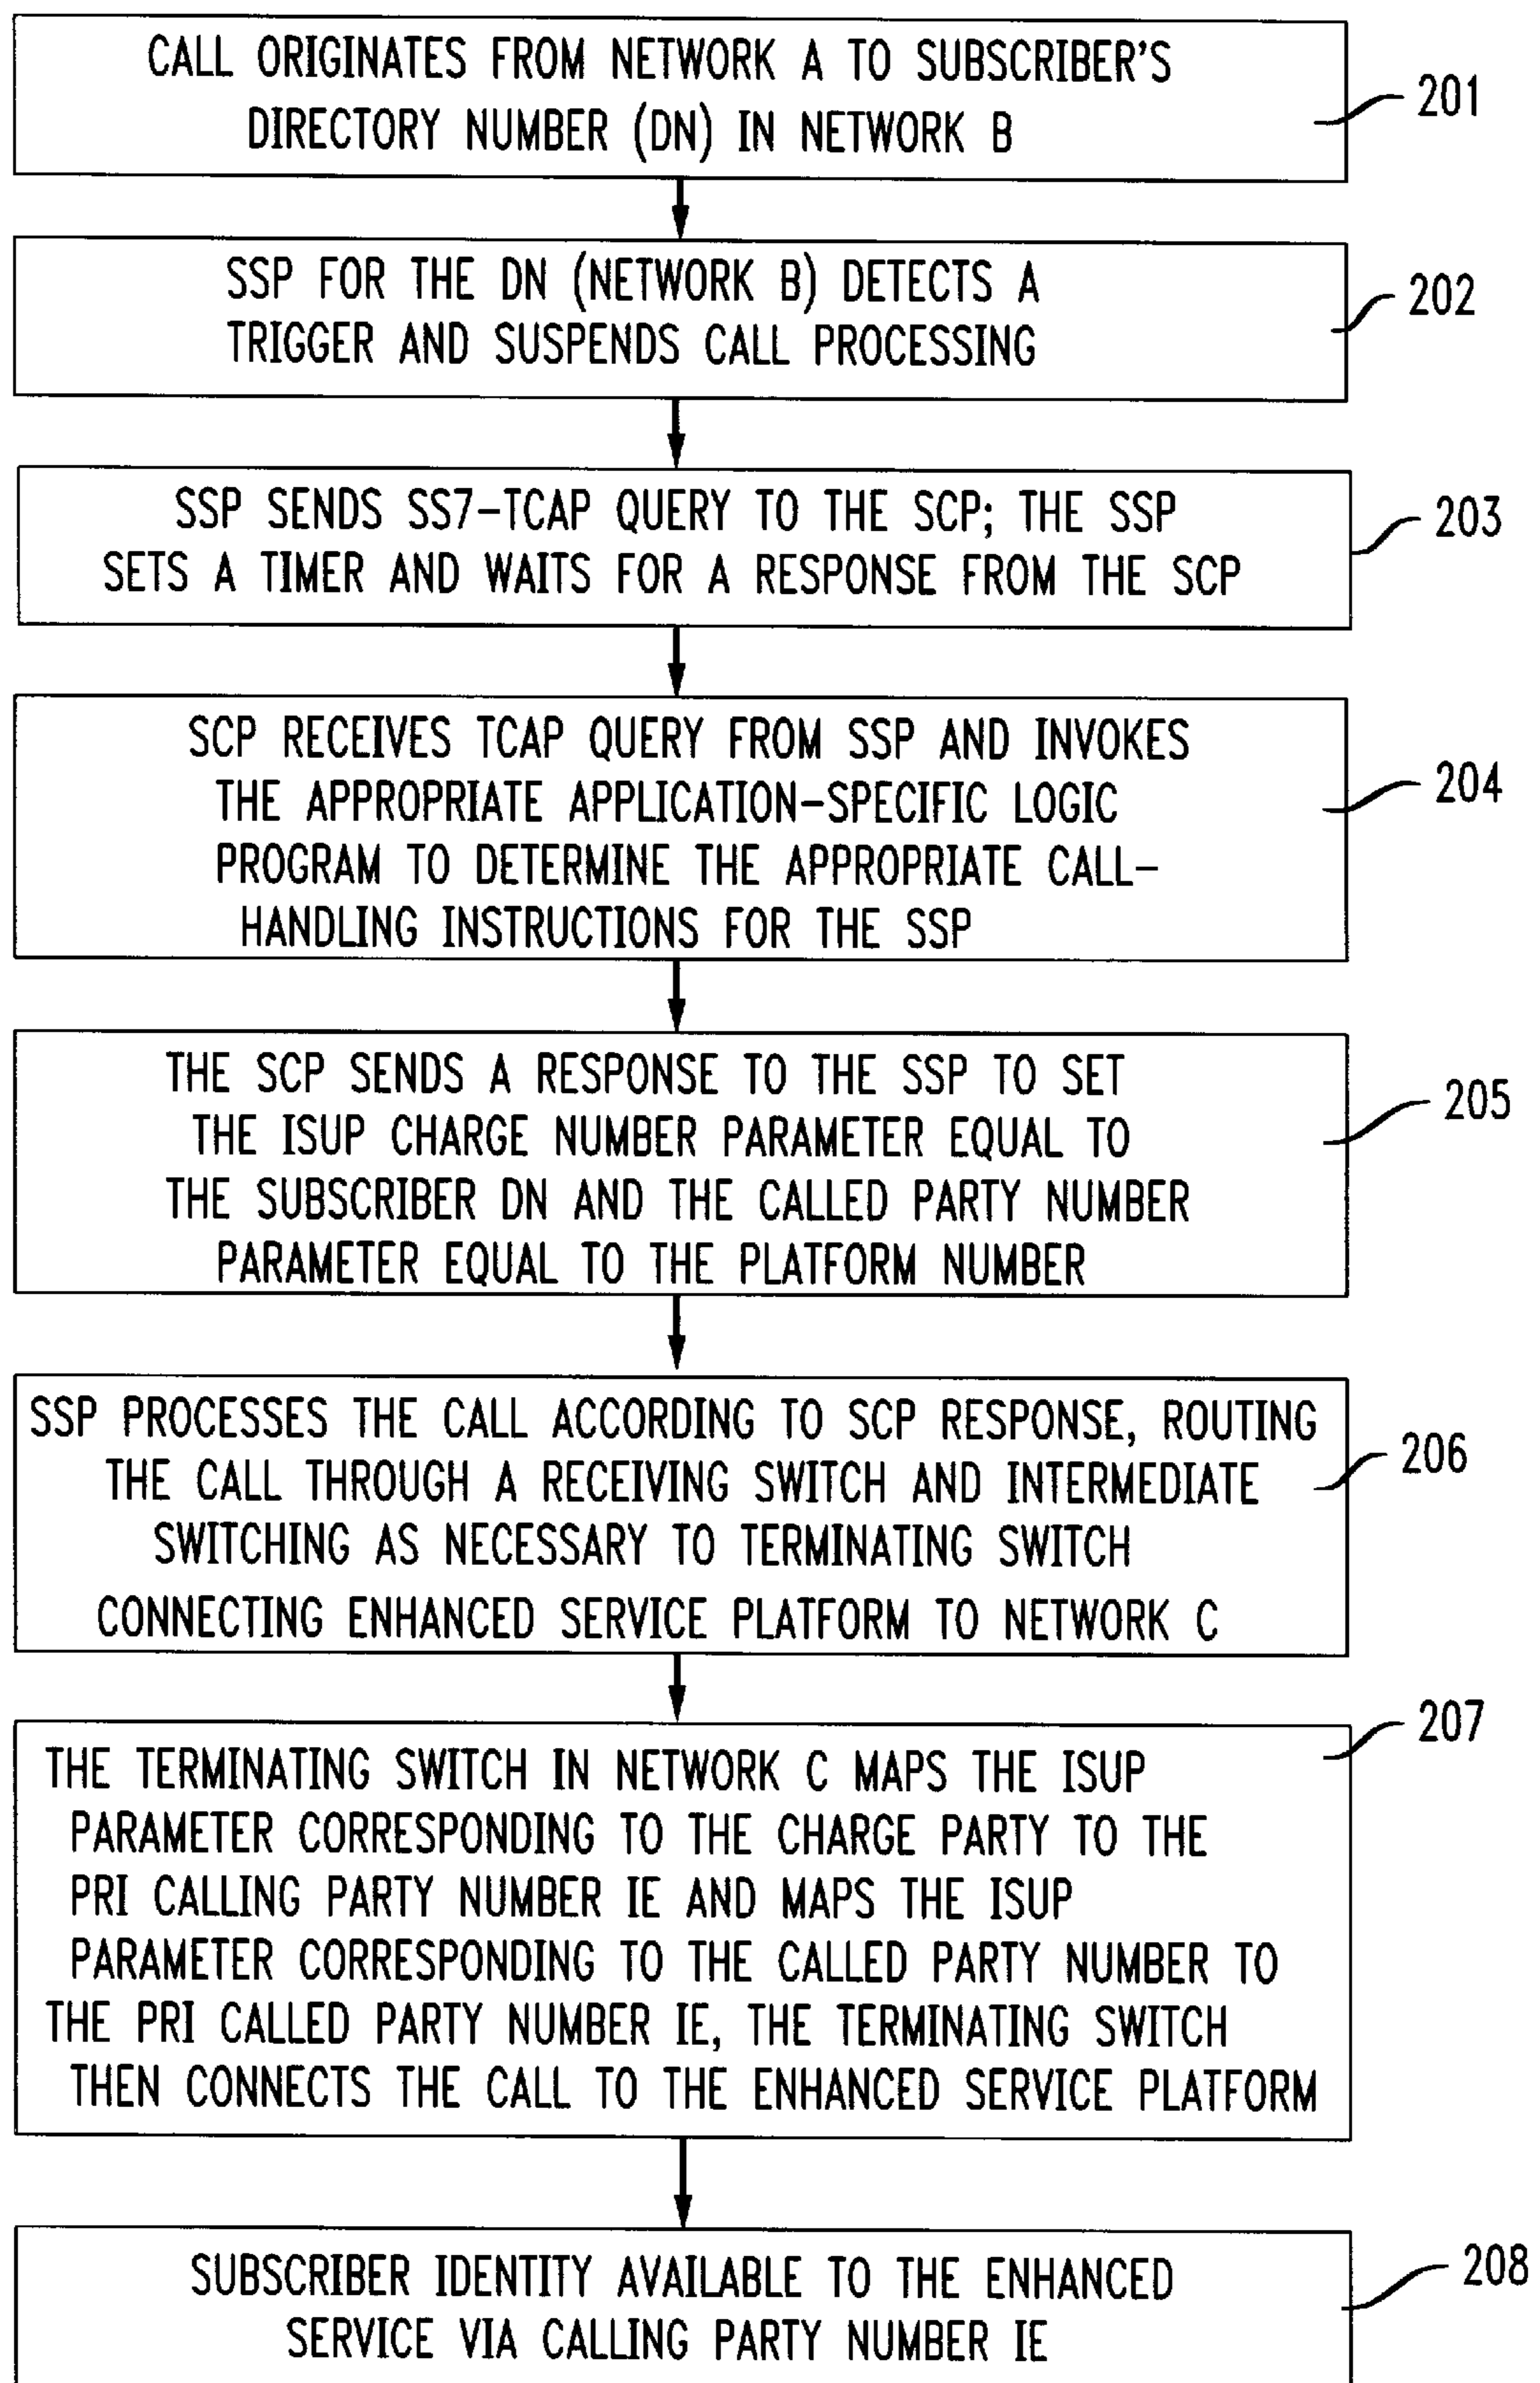 CALL ORIGINATES FROM NETWORK A TO SUBSCRIBER'S
DIRECTORY NUMBER (DN) IN NETWORK B
201
SSP FOR THE DN (NETWORK B) DETECTS A
TRIGGER AND SUSPENDS CALL PROCESSING
202
SSP SENDS SS7-TCAP QUERY TO THE SCP; THE SSP
SETS A TIMER AND WAITS FOR A RESPONSE FROM THE SCP
203
SCP RECEIVES TCAP QUERY FROM SSP AND INVOKES
THE APPROPRIATE APPLICATION-SPECIFIC LOGIC
PROGRAM TO DETERMINE THE APPROPRIATE CALL-
HANDLING INSTRUCTIONS FOR THE SSP
204
THE SCP SENDS A RESPONSE TO THE SSP TO SET
THE ISUP CHARGE NUMBER PARAMETER EQUAL TO
THE SUBSCRIBER DN AND THE CALLED PARTY NUMBER
PARAMETER EQUAL TO THE PLATFORM NUMBER
205
SSP PROCESSES THE CALL ACCORDING TO SCP RESPONSE, ROUTING
THE CALL THROUGH A RECEIVING SWITCH AND INTERMEDIATE
SWITCHING AS NECESSARY TO TERMINATING SWITCH
CONNECTING ENHANCED SERVICE PLATFORM TO NETWORK C
206
THE TERMINATING SWITCH IN NETWORK C MAPS THE ISUP
PARAMETER CORRESPONDING TO THE CHARGE PARTY TO THE
PRI CALLING PARTY NUMBER IE AND MAPS THE ISUP
PARAMETER CORRESPONDING TO THE CALLED PARTY NUMBER TO
THE PRI CALLED PARTY NUMBER IE, THE TERMINATING SWITCH
THEN CONNECTS THE CALL TO THE ENHANCED SERVICE PLATFORM
207
SUBSCRIBER IDENTITY AVAILABLE TO THE ENHANCED
SERVICE VIA CALLING PARTY NUMBER IE
208